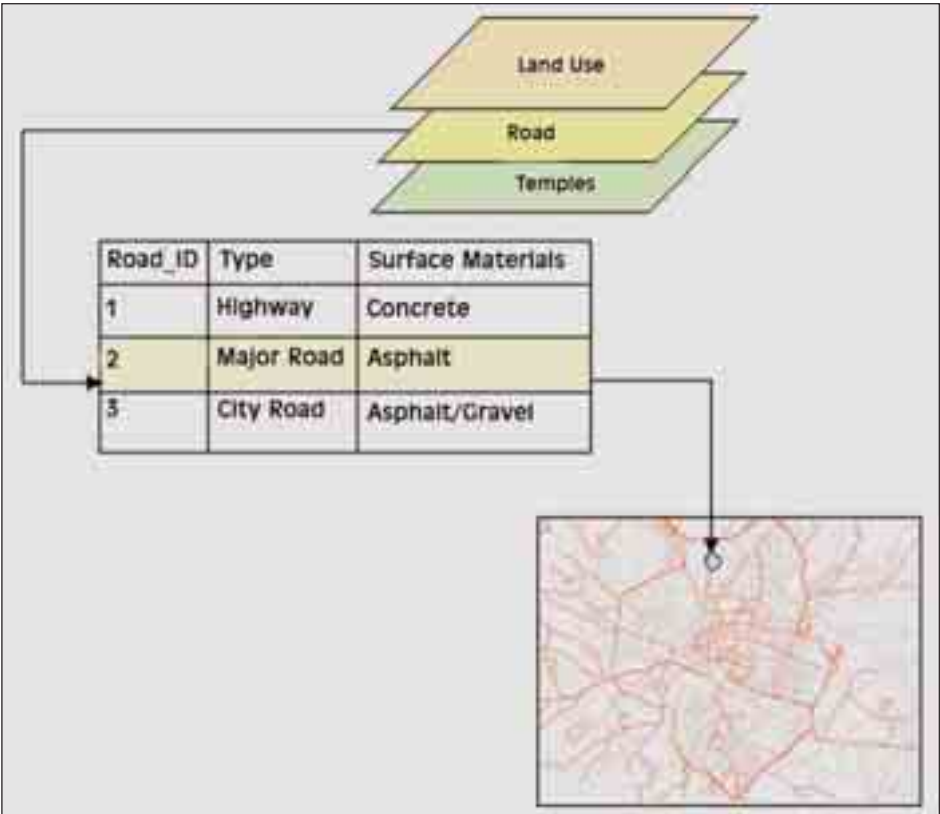 Land Use
Road
Temples
Road_ID Type Surface Materials
1 Highway Concrete
2 Major Road Asphalt
3 City Road Asphalt/Gravel